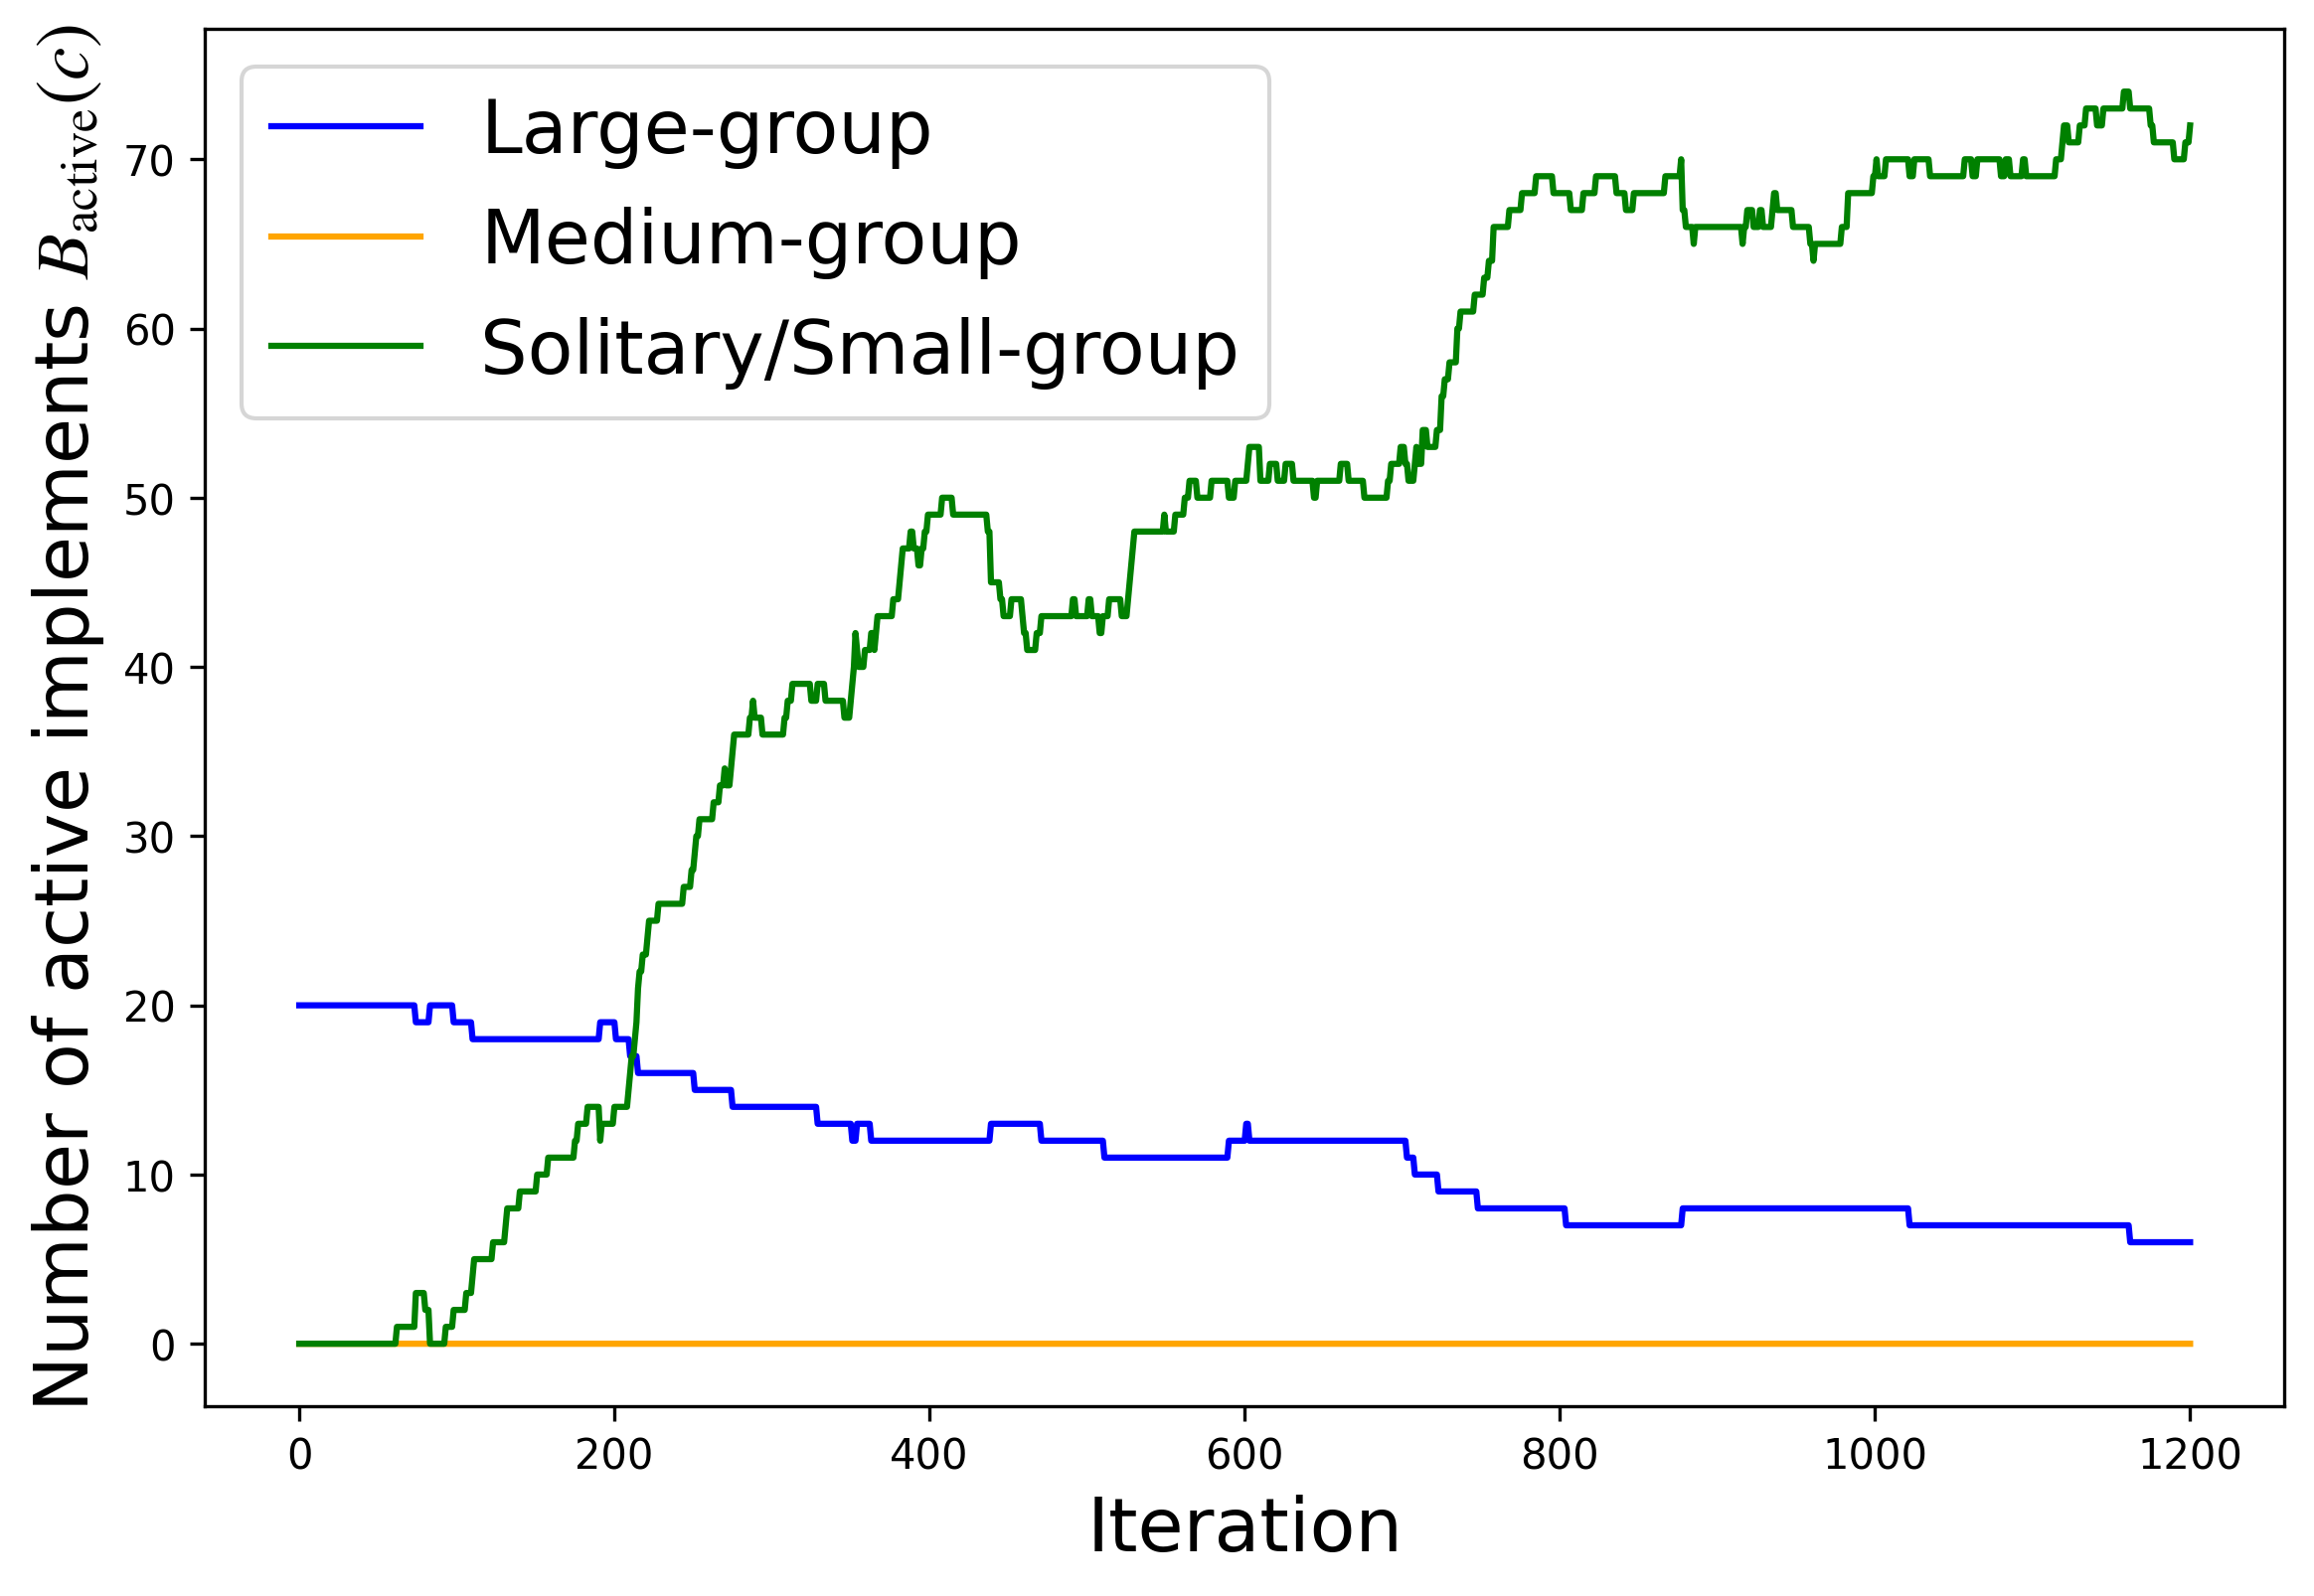 Number of active implements B_active(c)
70
60
50
40
30
20
10
0
Large-group
Medium-group
Solitary/Small-group
0 200 400 600 800 1000 1200
Iteration